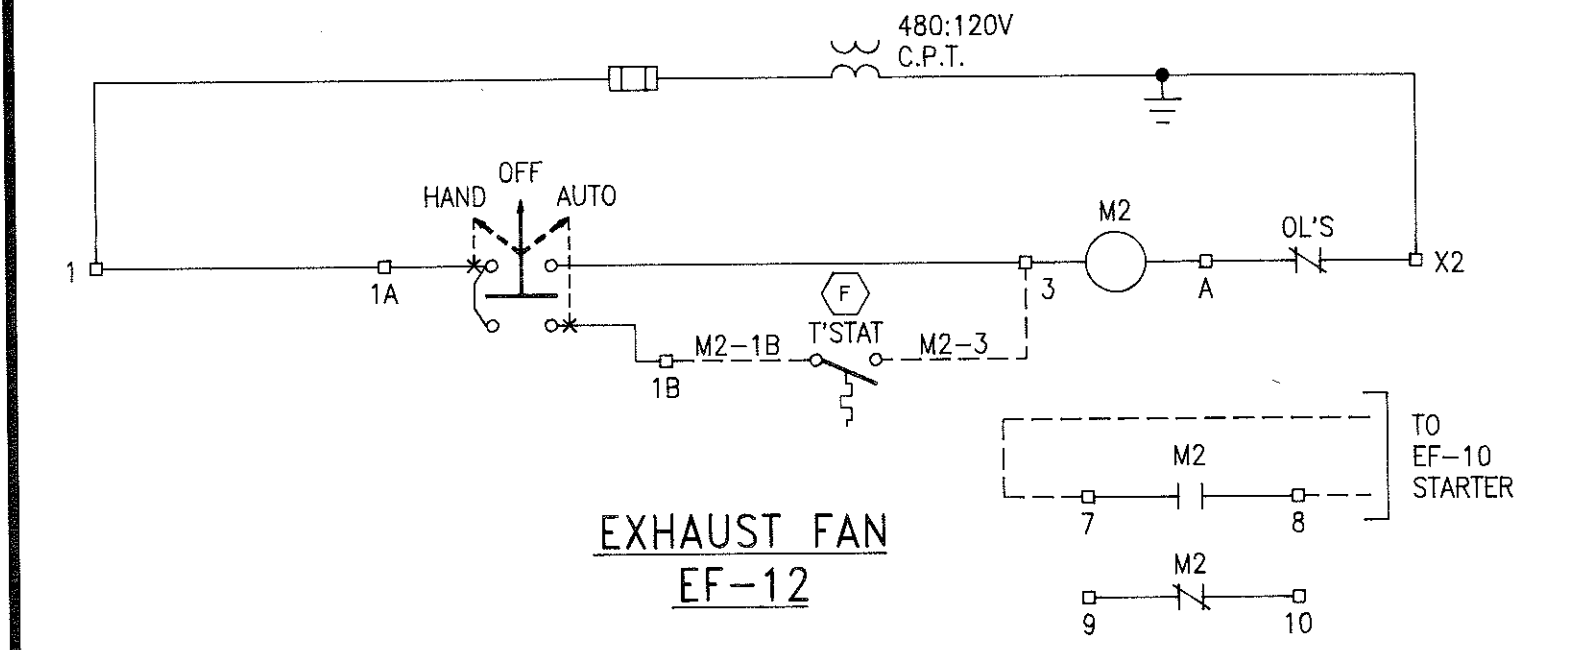 480:120V
C.P.T.
OFF
HAND
AUTO
M2
OL'S
1
1A
3
A
X2
F
T'STAT
M2-1B
M2-3
1B
TO
EF-10
STARTER
M2
7
8
EXHAUST FAN
EF-12
M2
9
10